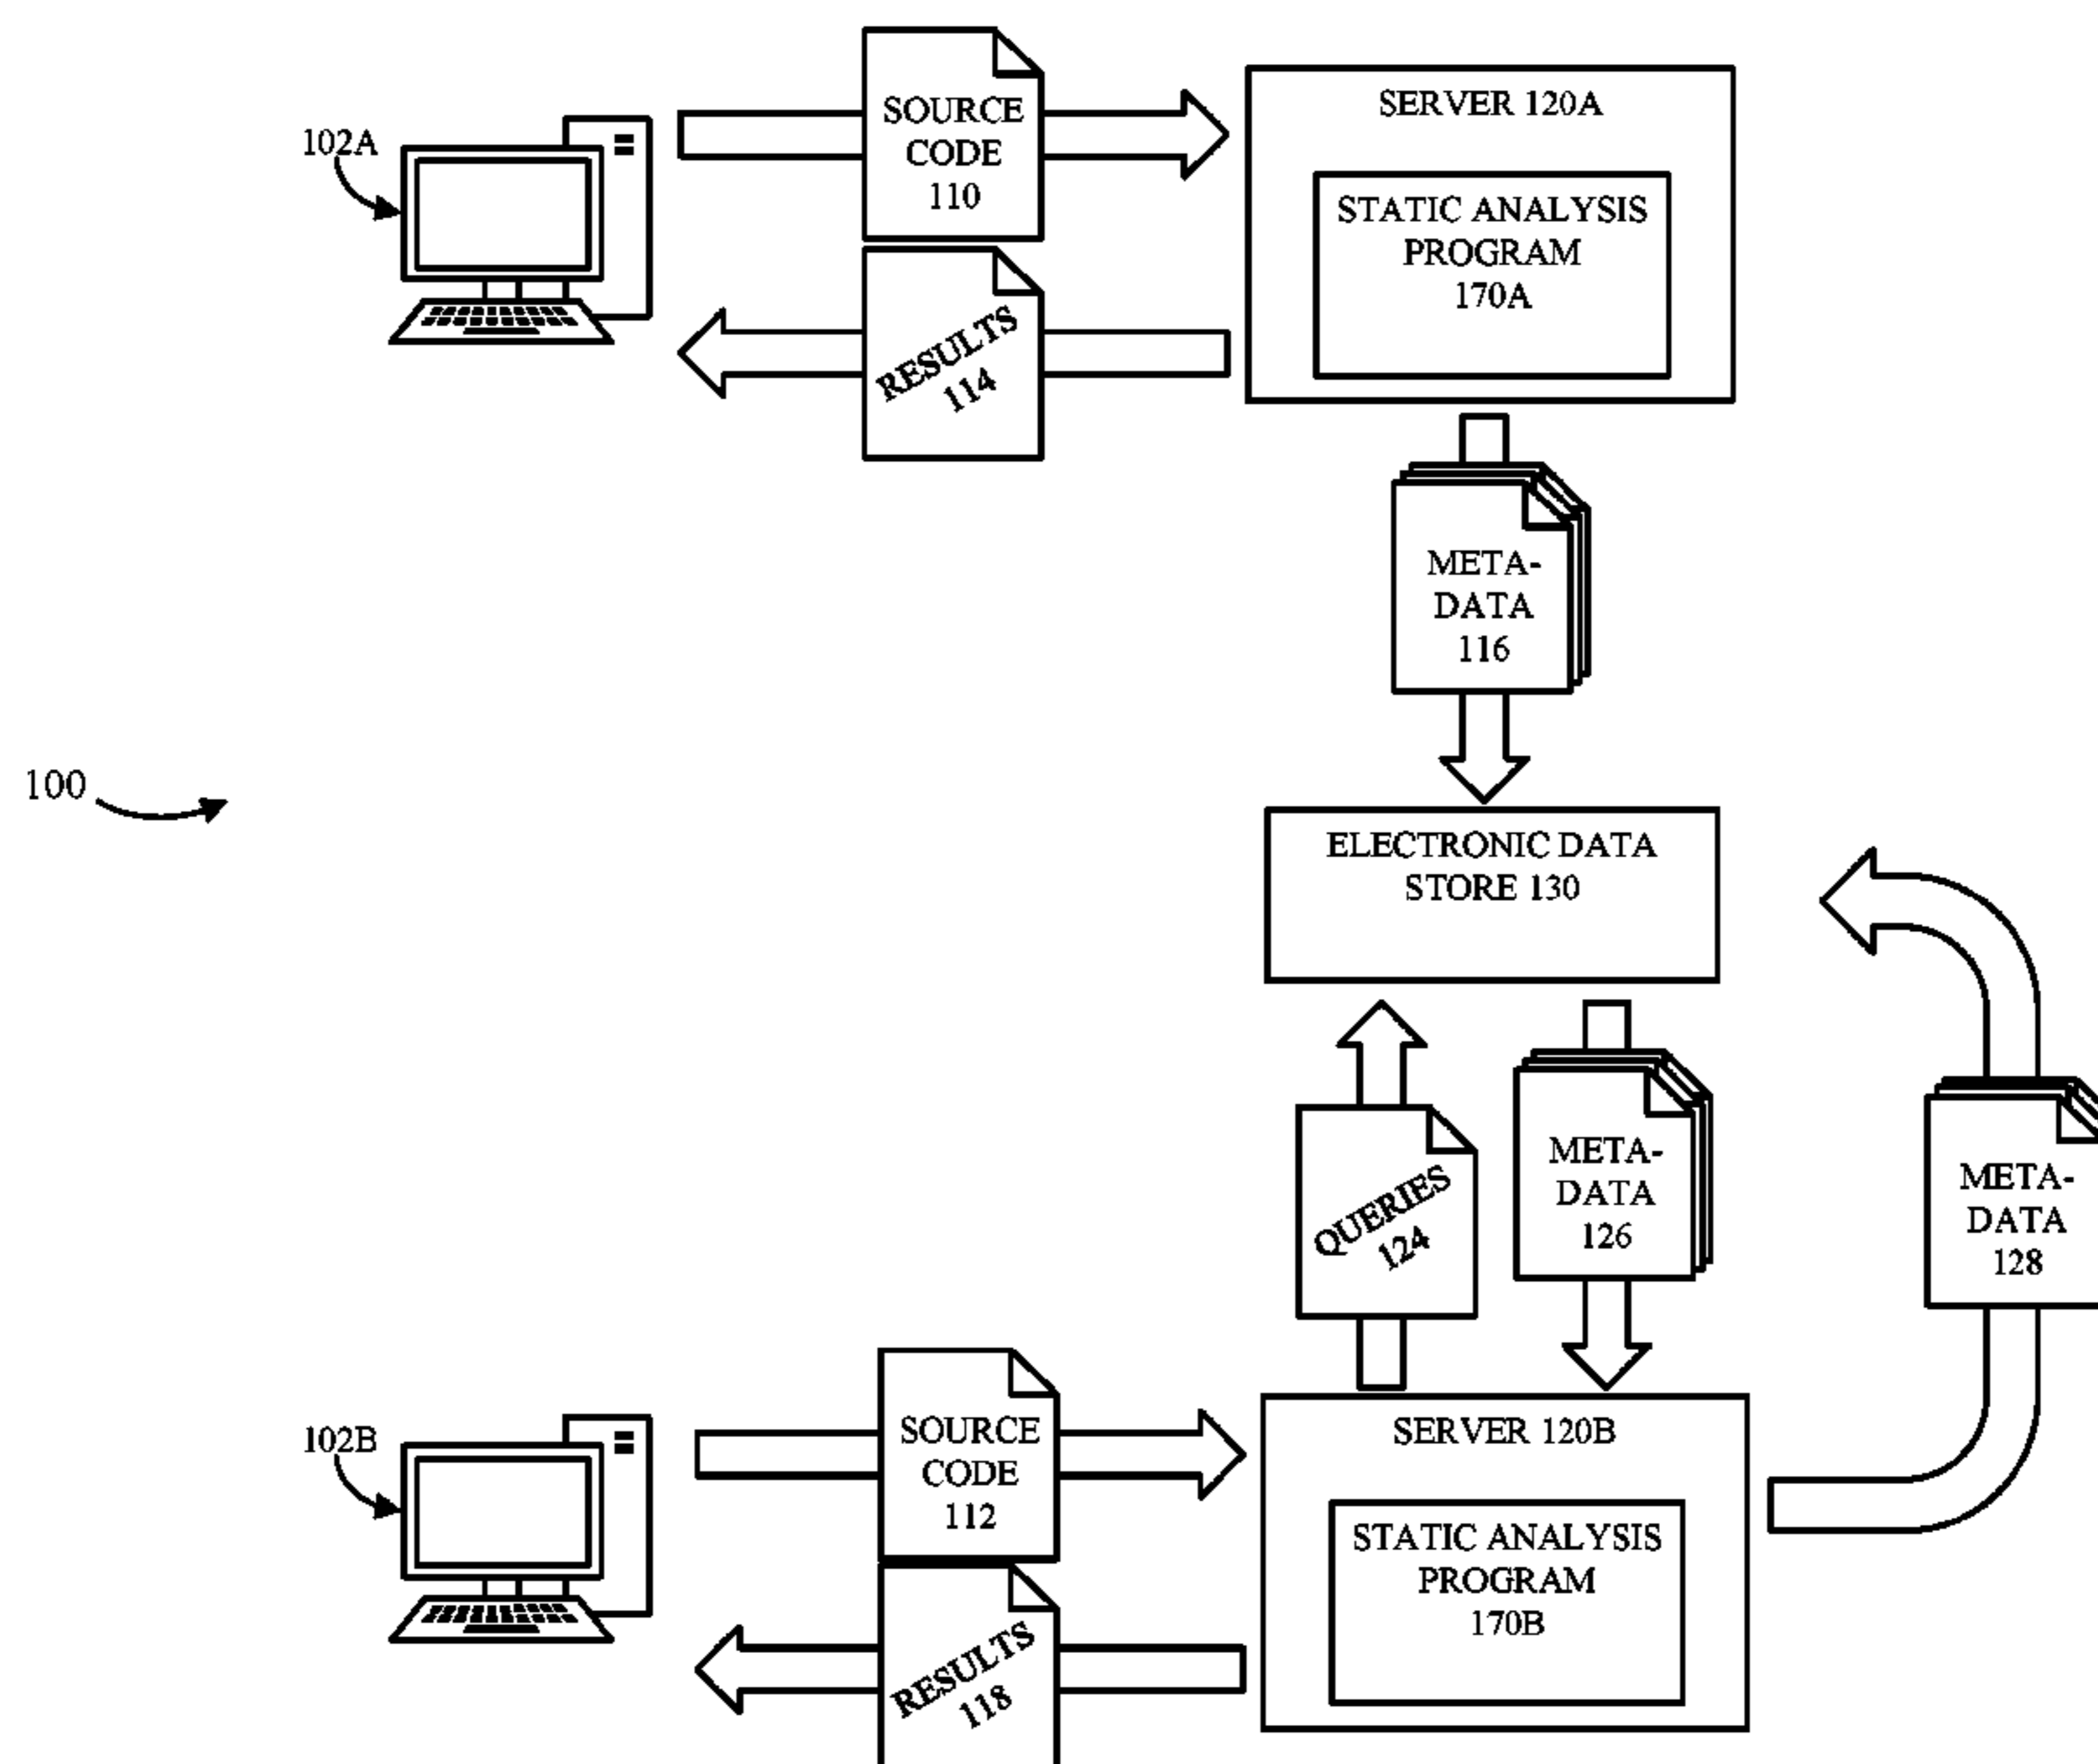 102A
SOURCE
CODE
110
RESULTS
114
SERVER 120A
STATIC ANALYSIS
PROGRAM
170A
META-
DATA
116
100
ELECTRONIC DATA
STORE 130
QUERIES
124
META-
DATA
126
META-
DATA
128
102B
SOURCE
CODE
112
RESULTS
118
SERVER 120B
STATIC ANALYSIS
PROGRAM
170B